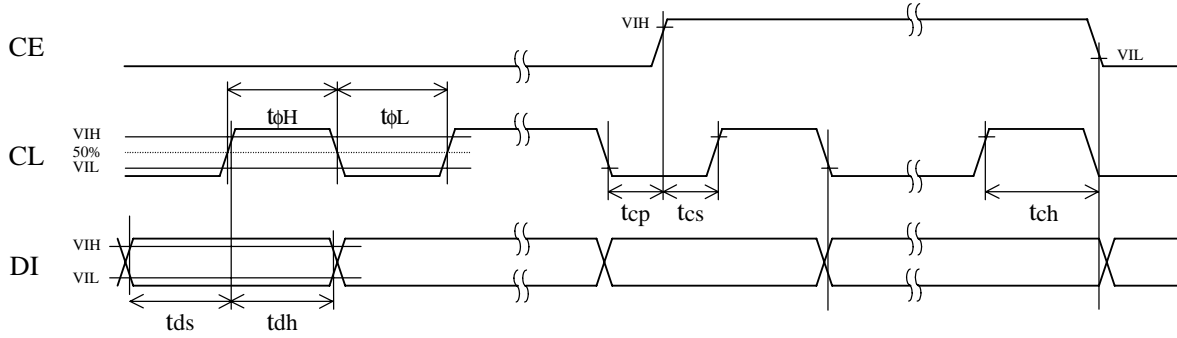 CE
VIH
VIL
tϕH
tϕL
CL
VIH
50%
VIL
tcp
tcs
tch
DI
VIH
VIL
tds
tdh